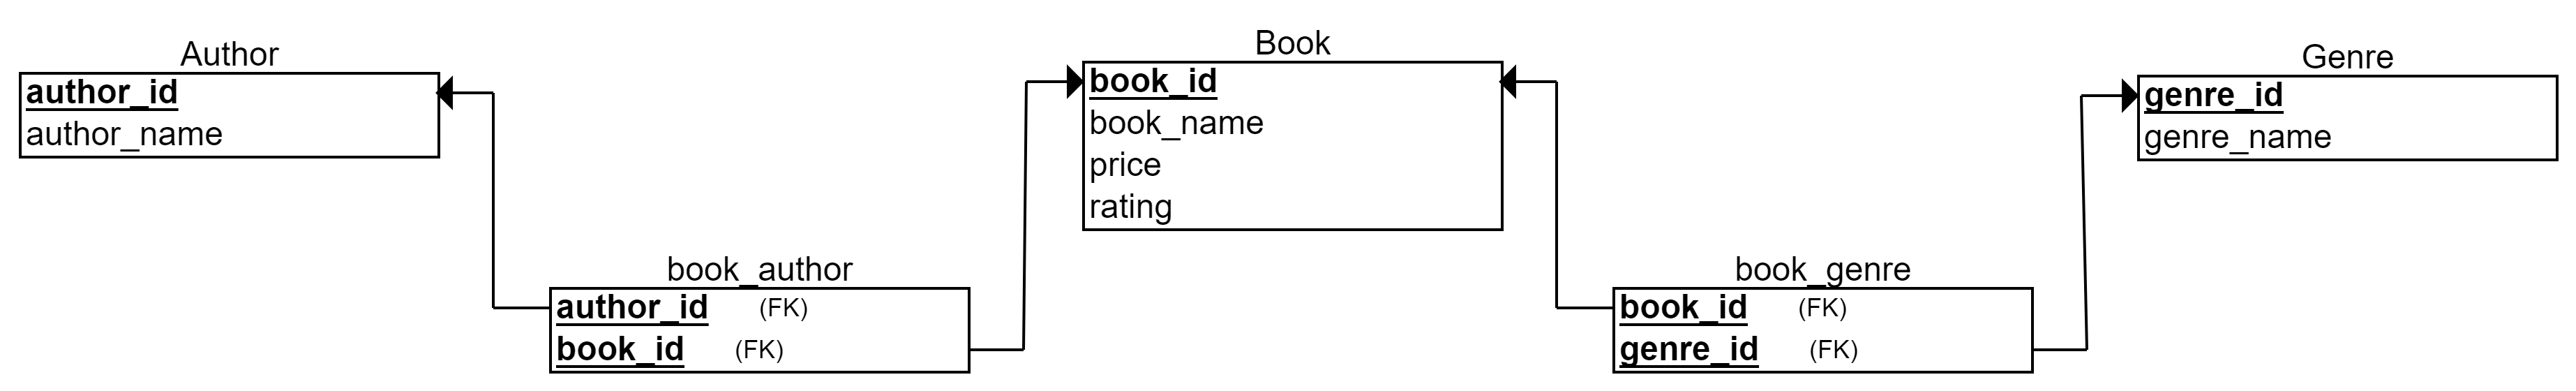 Author
author_id
author_name
Book
book_id
book_name
price
rating
Genre
genre_id
genre_name
book_author
author_id (FK)
book_id (FK)
book_genre
book_id (FK)
genre_id (FK)